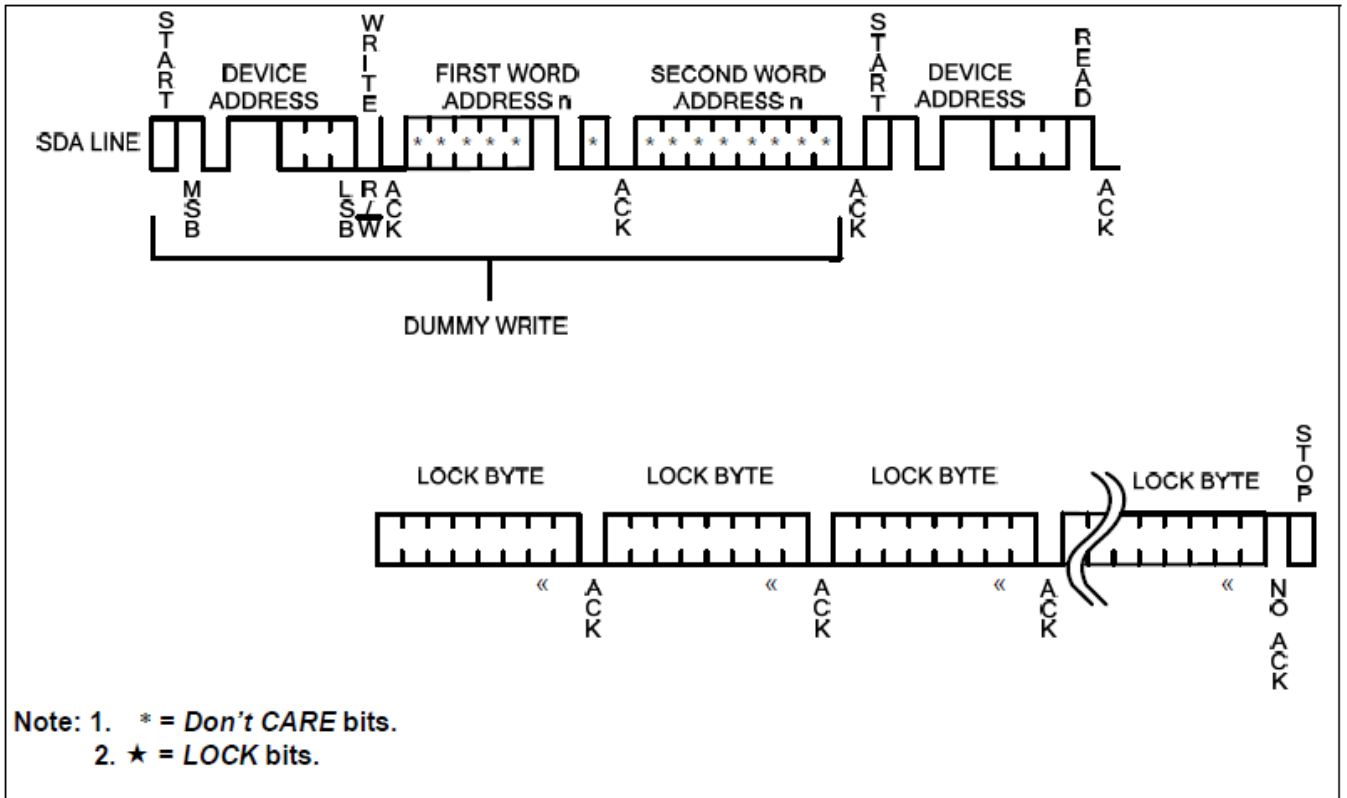 START
WRITE
START
READ
DEVICE
ADDRESS
FIRST WORD
ADDRESS n
SECOND WORD
ADDRESS n
DEVICE
ADDRESS
SDA LINE
* * * * *
*
* * * * * * * *
MSB
LSB
R/W
ACK
ACK
ACK
ACK
DUMMY WRITE
STOP
LOCK BYTE
LOCK BYTE
LOCK BYTE
LOCK BYTE
«
ACK
«
ACK
«
ACK
«
NO ACK
Note: 1. * = Don't CARE bits.
2. ★ = LOCK bits.